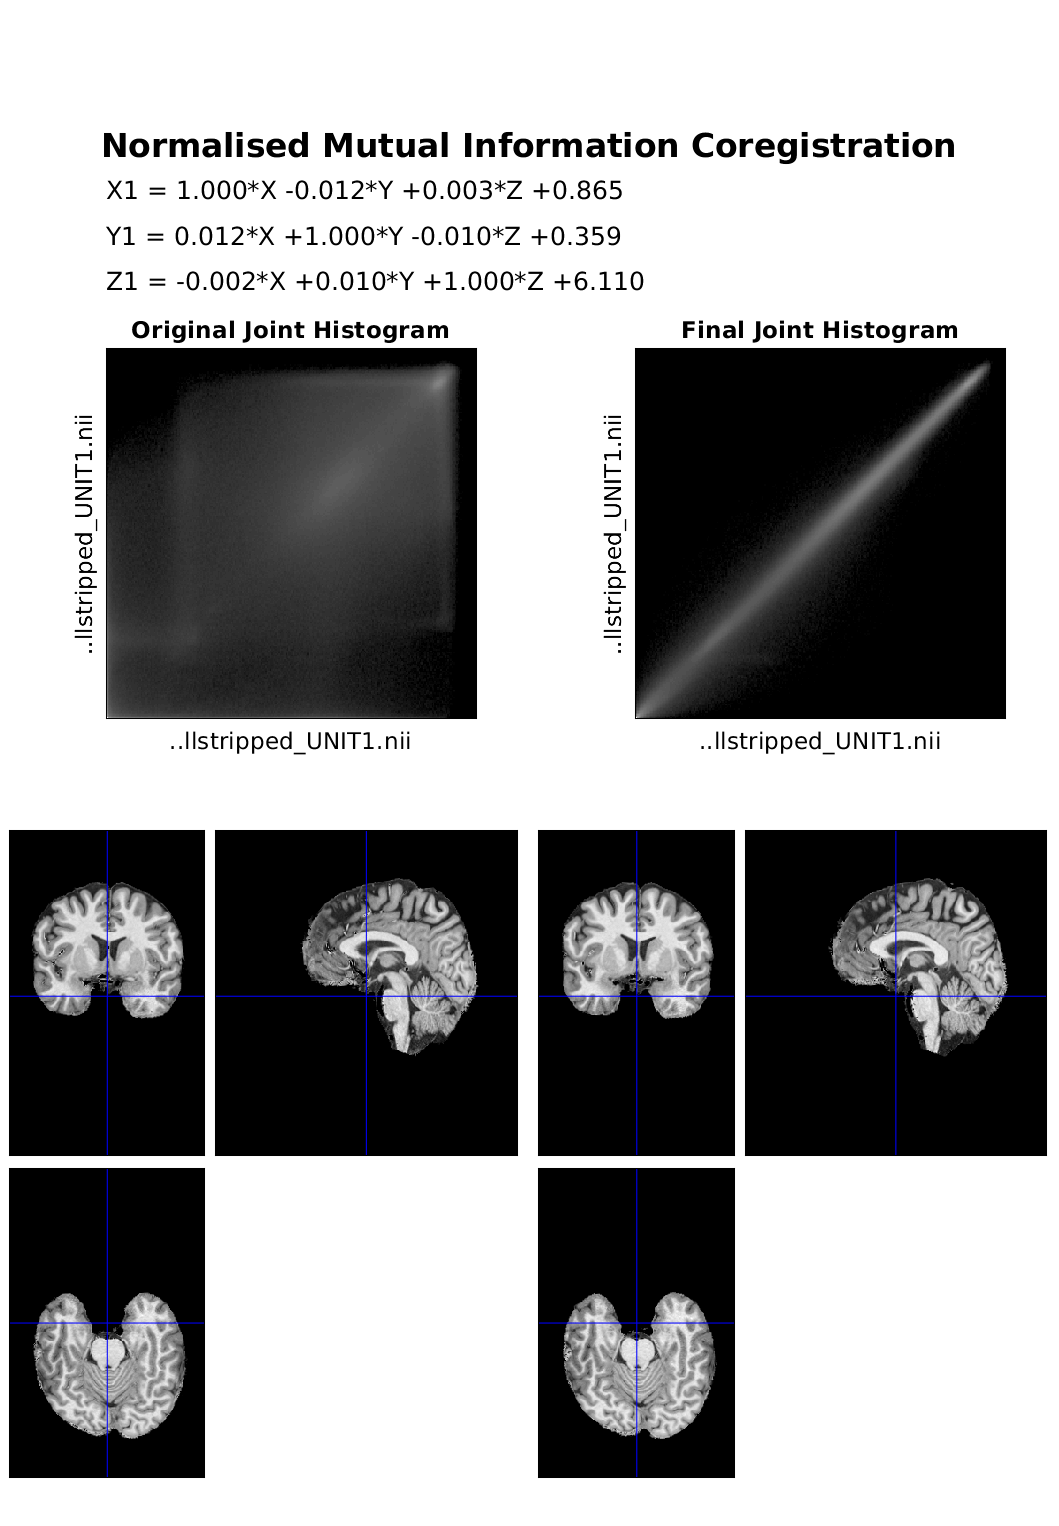 Normalised Mutual Information Coregistration
X1 = 1.000*X -0.012*Y +0.003*Z +0.865
Y1 = 0.012*X +1.000*Y -0.010*Z +0.359
Z1 = -0.002*X +0.010*Y +1.000*Z +6.110
Original Joint Histogram
..llstripped_UNIT1.nii
..llstripped_UNIT1.nii
Final Joint Histogram
..llstripped_UNIT1.nii
..llstripped_UNIT1.nii